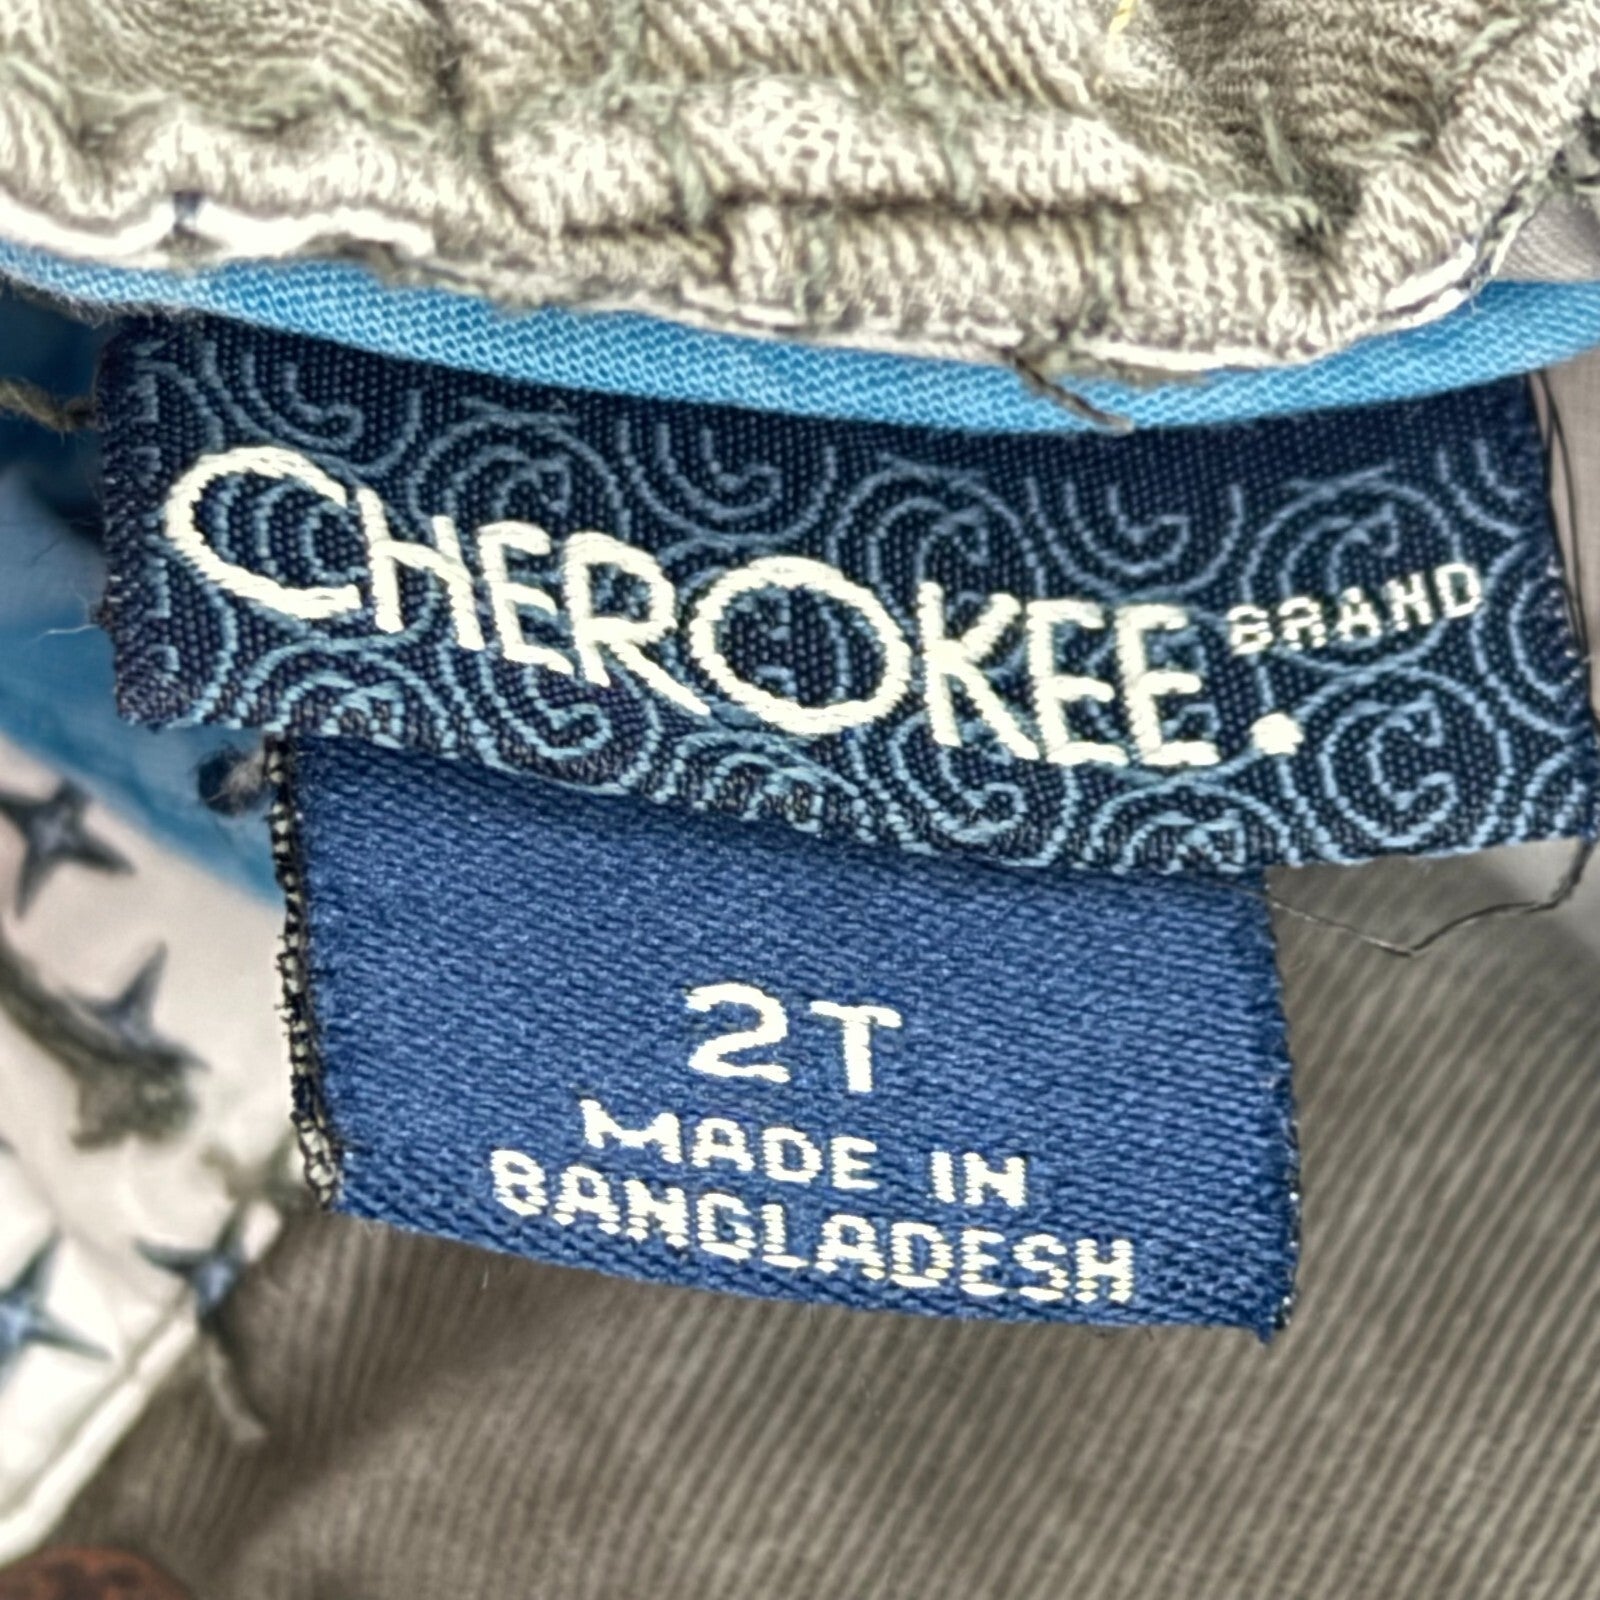 CHEROKEE. BRAND
2T
MADE IN
BANGLADESH